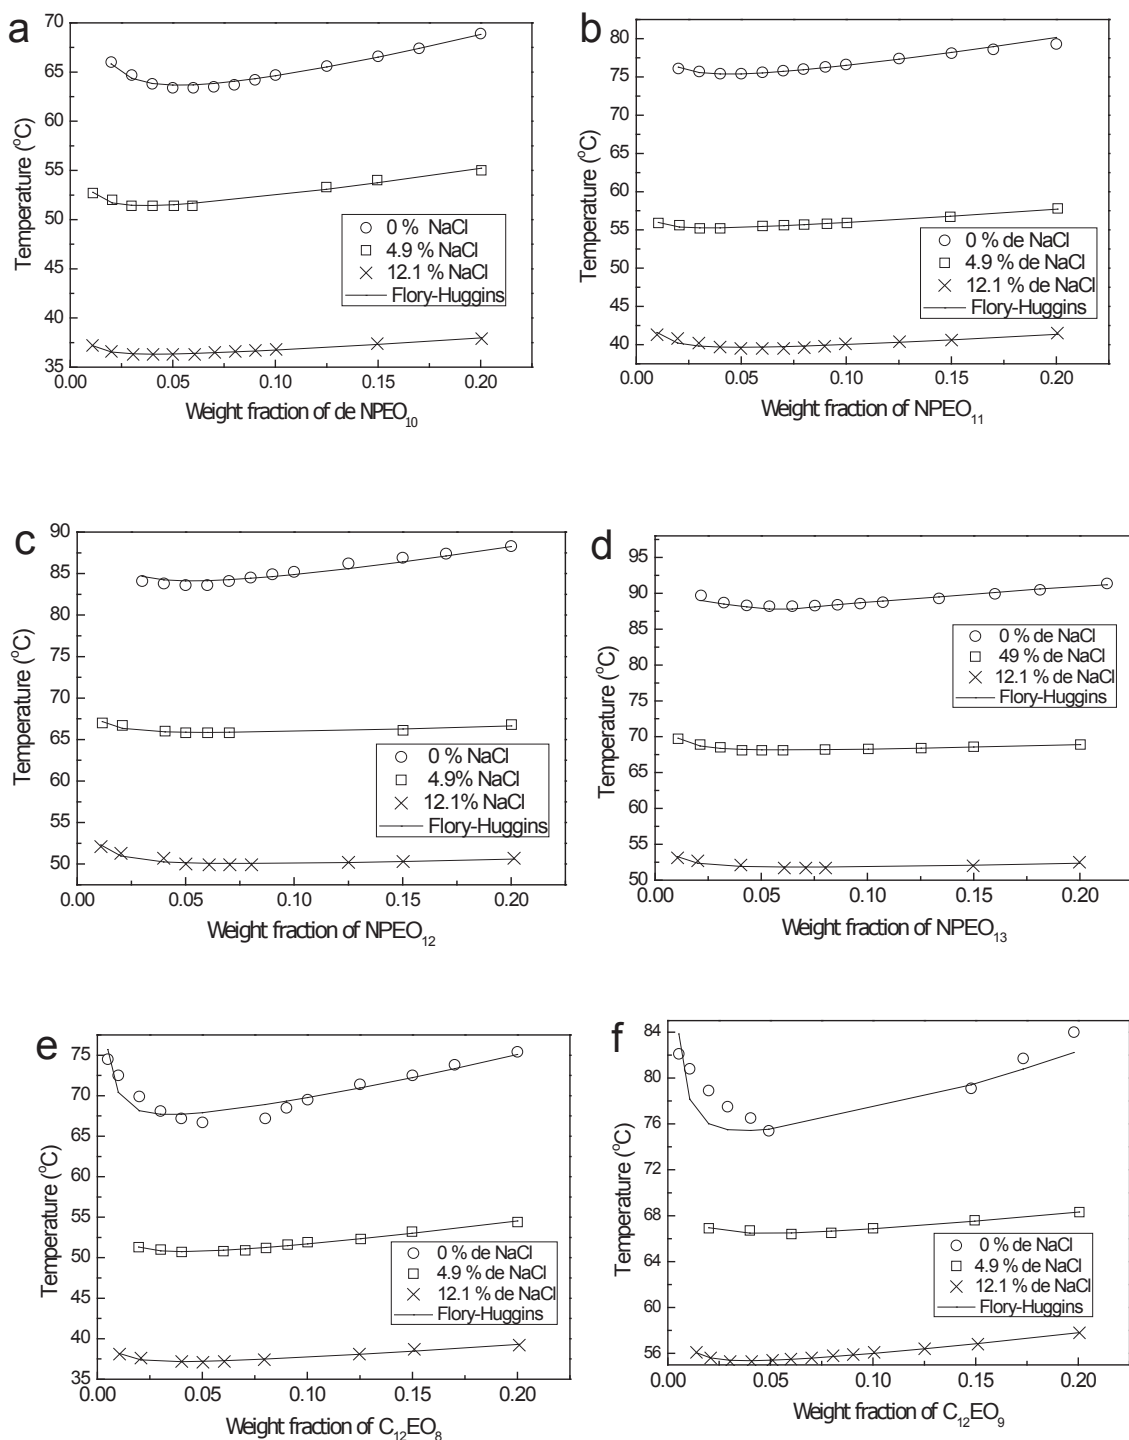 a
70
65
60
55
50
45
40
35
0.00 0.05 0.10 0.15 0.20
Temperature (°C)
Weight fraction of de NPEO10
0 % NaCl
4.9 % NaCl
12.1 % NaCl
Flory-Huggins
b
80
75
70
65
60
55
50
45
40
0.00 0.05 0.10 0.15 0.20
Temperature (°C)
Weight fraction of NPEO11
0 % de NaCl
4.9 % de NaCl
12.1 % de NaCl
Flory-Huggins
c
90
85
80
75
70
65
60
55
50
0.00 0.05 0.10 0.15 0.20
Temperature (°C)
Weight fraction of NPEO12
0 % NaCl
4.9% NaCl
12.1% NaCl
Flory-Huggins
d
95
90
85
80
75
70
65
60
55
50
0.00 0.05 0.10 0.15 0.20
Temperature (°C)
Weight fraction of NPEO13
0 % de NaCl
49 % de NaCl
12.1 % de NaCl
Flory-Huggins
e
75
70
65
60
55
50
45
40
35
0.00 0.05 0.10 0.15 0.20
Temperature (°C)
Weight fraction of C12EO8
0 % de NaCl
4.9 % de NaCl
12.1 % de NaCl
Flory-Huggins
f
84
80
76
72
68
64
60
56
0.00 0.05 0.10 0.15 0.20
Temperature (°C)
Weight fraction of C12EO9
0 % de NaCl
4.9 % de NaCl
12.1 % de NaCl
Flory-Huggins